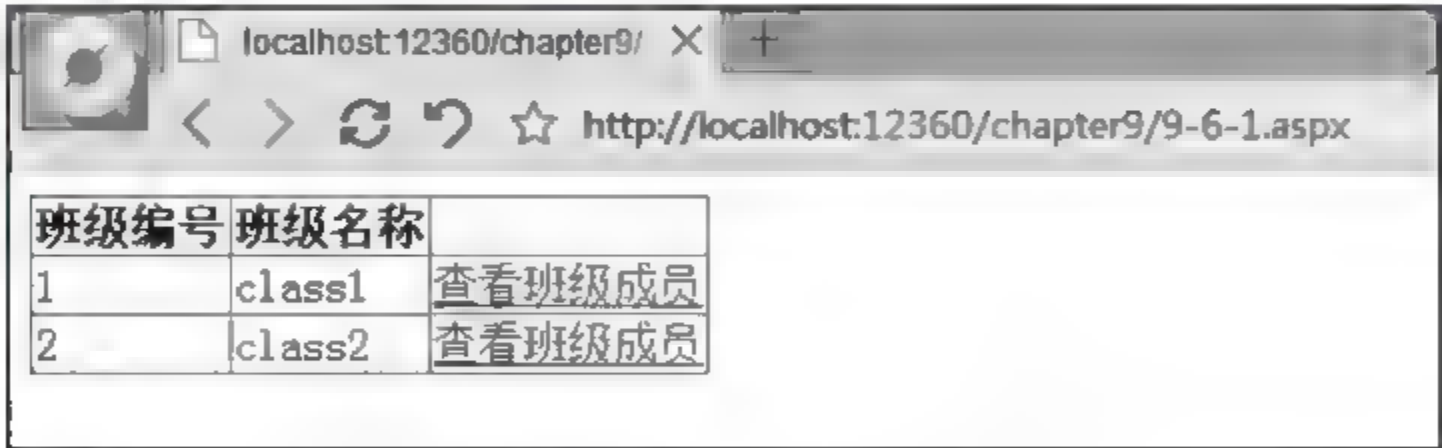 localhost:12360/chapter9/
http://localhost:12360/chapter9/9-6-1.aspx
班级编号 班级名称
1 class1 查看班级成员
2 class2 查看班级成员